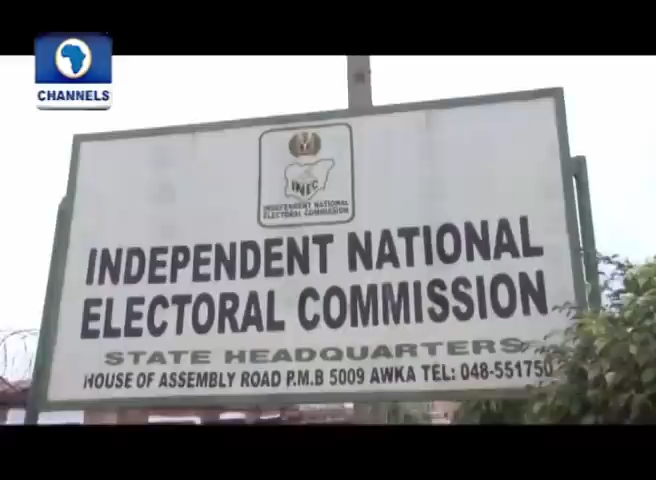 CHANNELS
INEC
INDEPENDENT NATIONAL
ELECTORAL COMMISSION
INDEPENDENT NATIONAL
ELECTORAL COMMISSION
STATE HEADQUARTERS
HOUSE OF ASSEMBLY ROAD P.M.B 5009 AWKA TEL: 048-551750